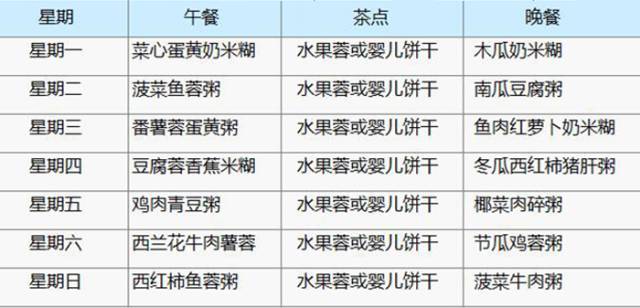 星期 午餐 茶点 晚餐
星期一 菜心蛋黄奶米糊 水果蓉或婴儿饼干 木瓜奶米糊
星期二 菠菜鱼蓉粥 水果蓉或婴儿饼干 南瓜豆腐粥
星期三 番薯蓉蛋黄粥 水果蓉或婴儿饼干 鱼肉红萝卜奶米糊
星期四 豆腐蓉香蕉米糊 水果蓉或婴儿饼干 冬瓜西红柿猪肝粥
星期五 鸡肉青豆粥 水果蓉或婴儿饼干 椰菜肉碎粥
星期六 西兰花牛肉薯蓉 水果蓉或婴儿饼干 节瓜鸡蓉粥
星期日 西红柿鱼蓉粥 水果蓉或婴儿饼干 菠菜牛肉粥